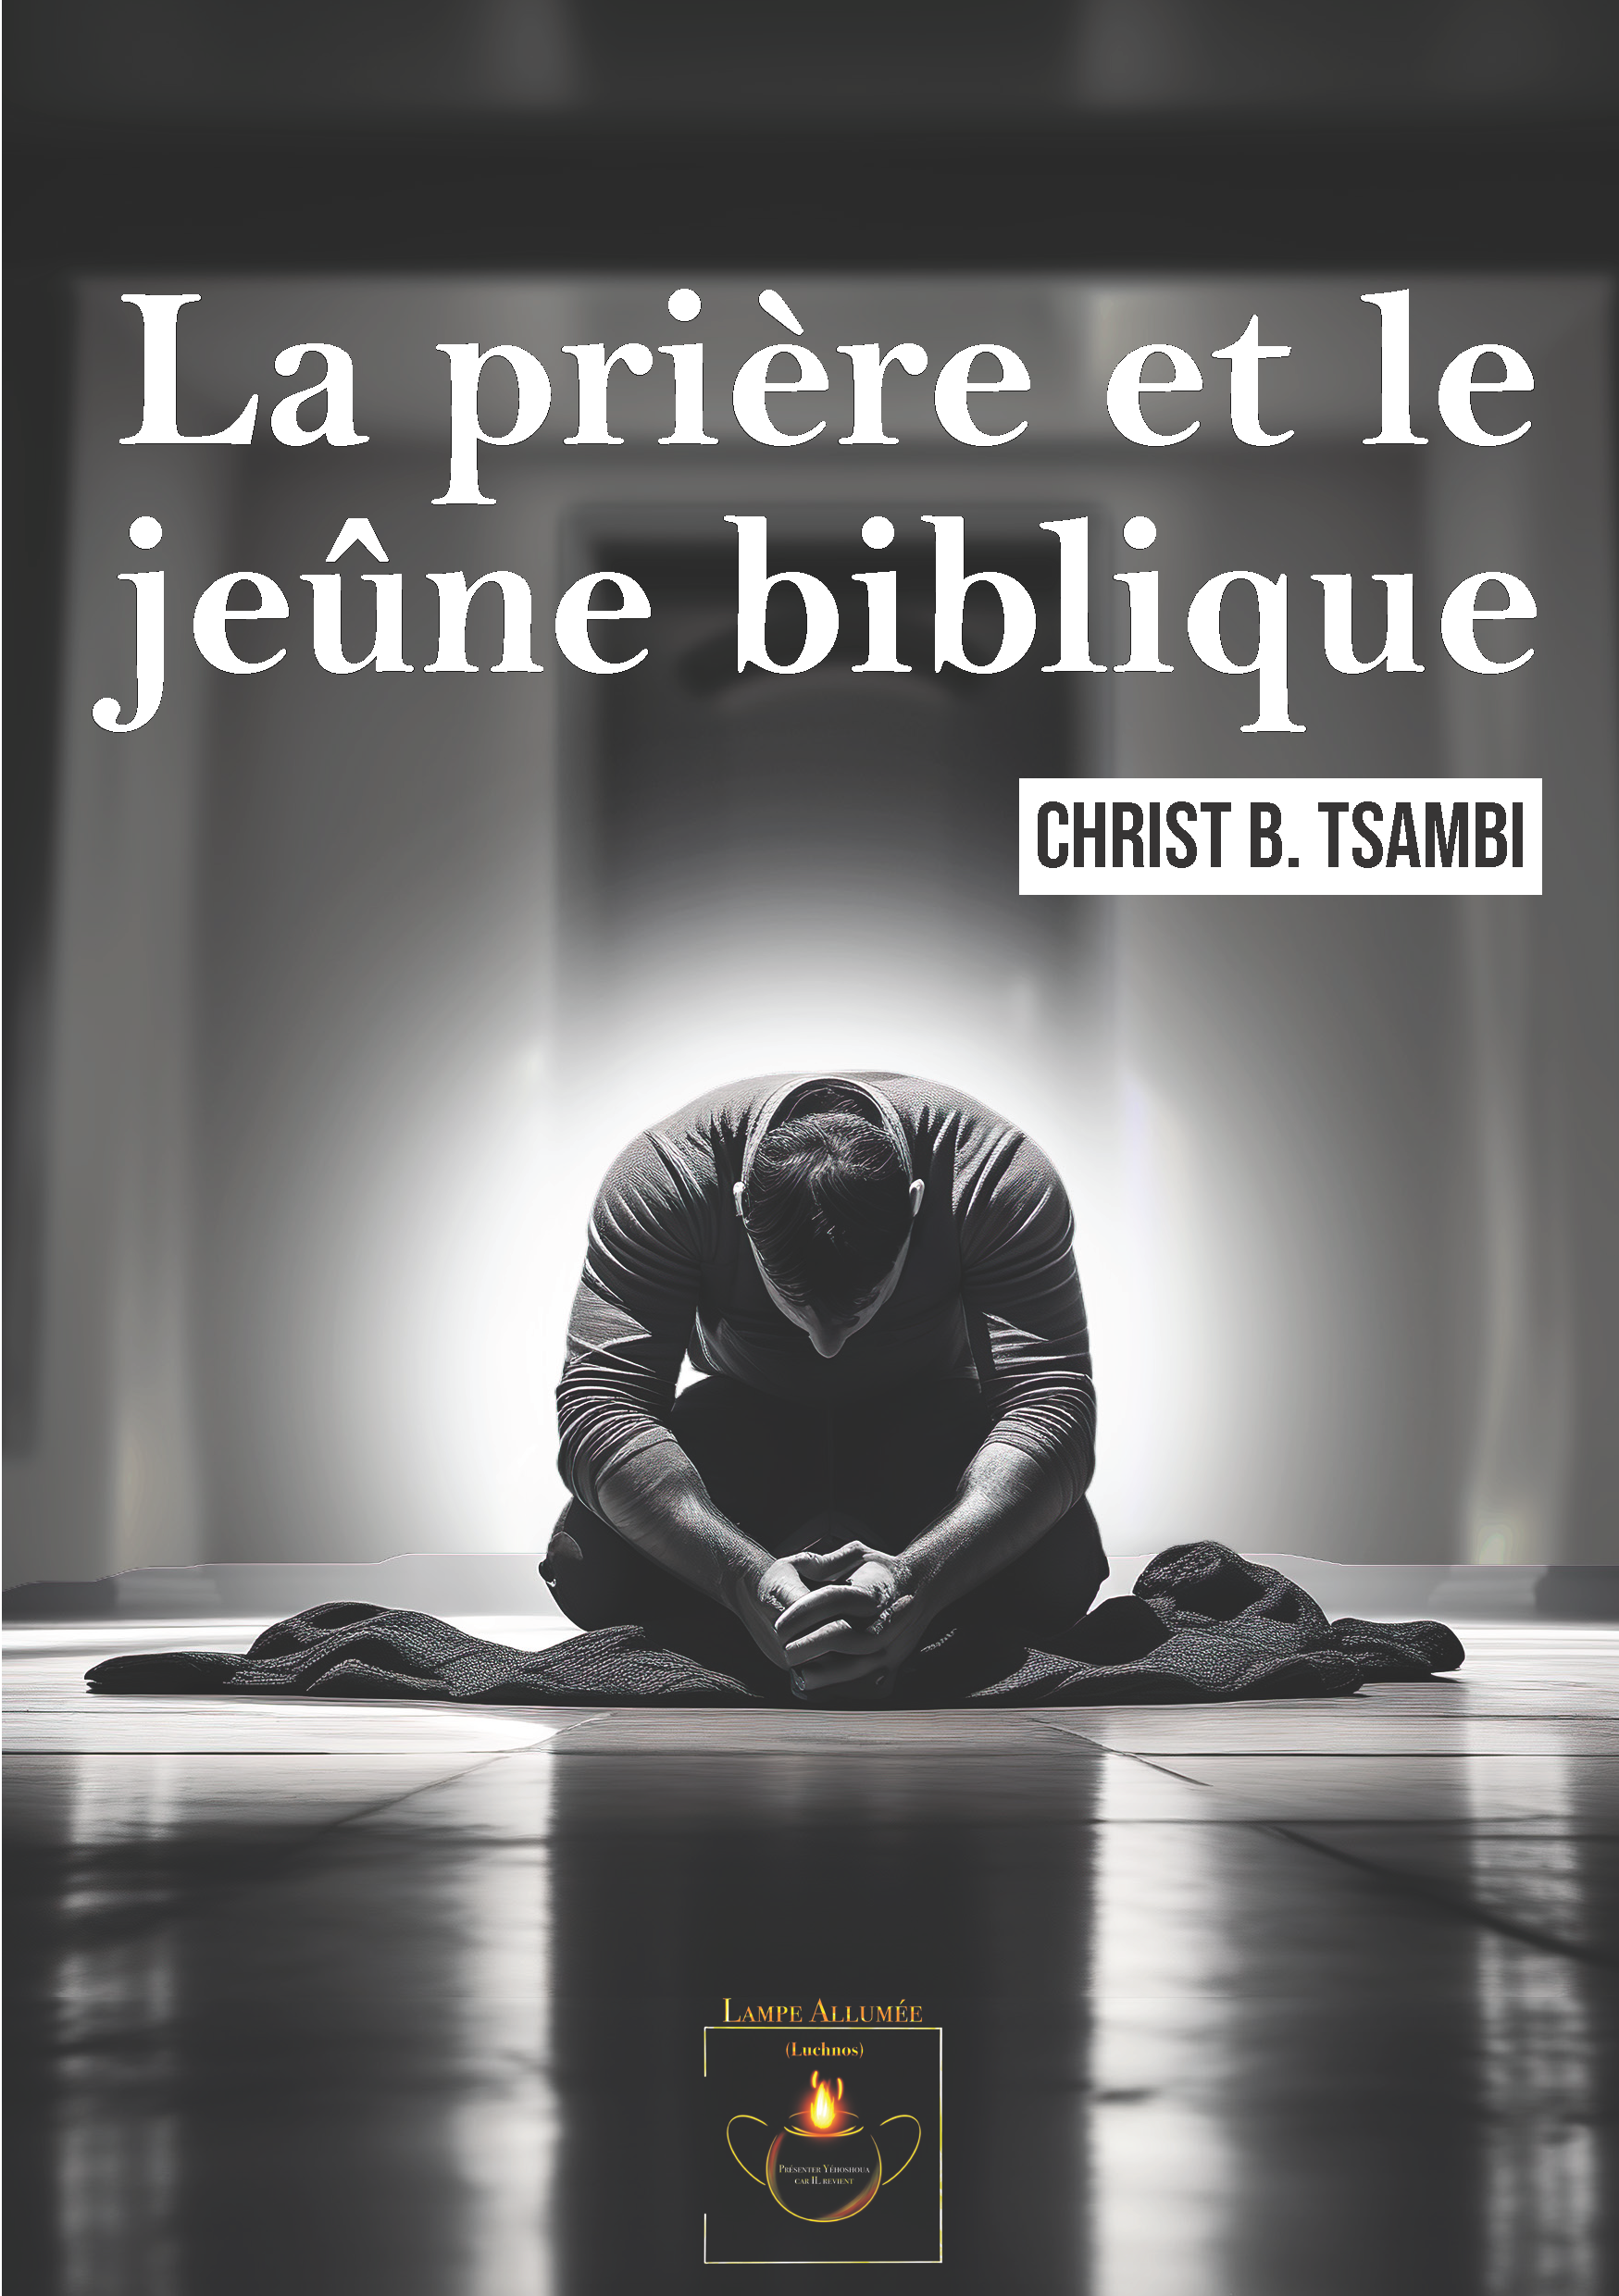 La prière et le
jeûne biblique
CHRIST B. TSAMBI
LAMPE ALLUMÉE
(Luchnos)
PRÉSENTER YÉHOSHOUA
CAR IL REVIENT